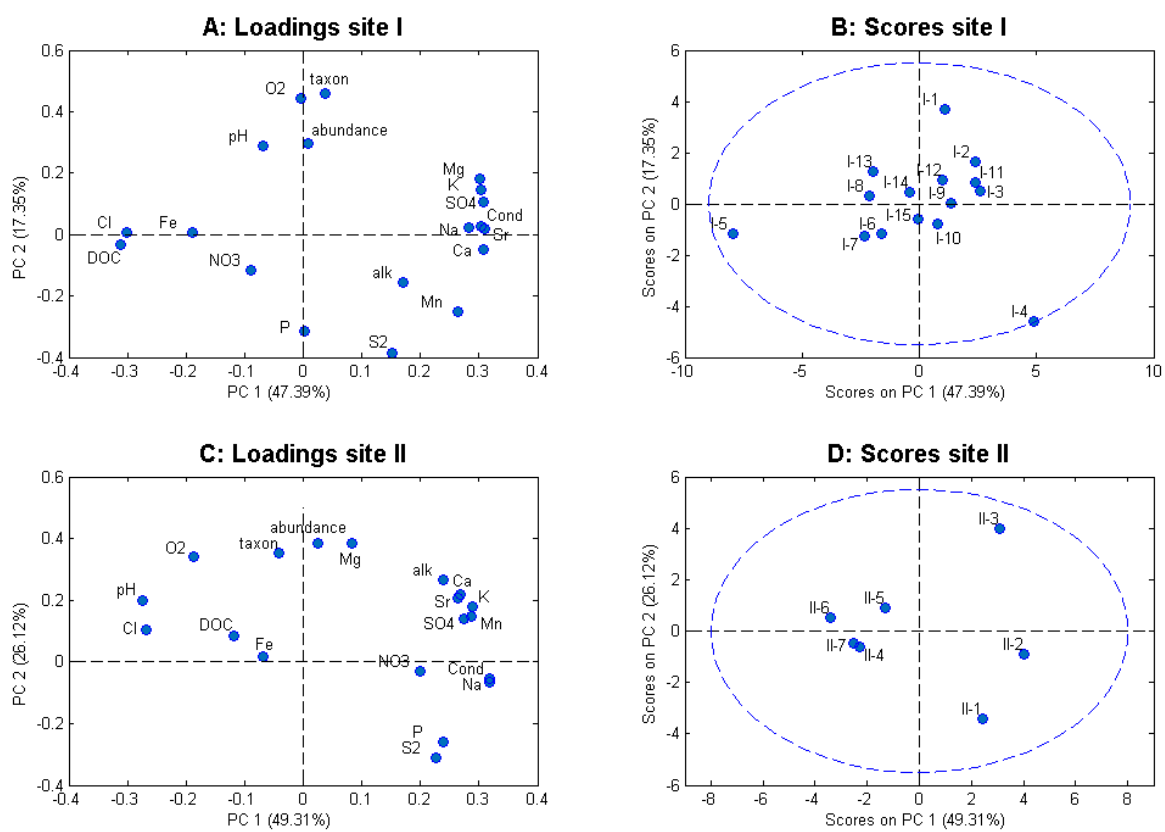 A: Loadings site I
PC 2 (17.35%)
0.6
0.4
0.2
0
-0.2
-0.4
-0.4
-0.3
-0.2
-0.1
0
0.1
0.2
0.3
0.4
PC 1 (47.39%)
O2
taxon
pH
abundance
Mg
K
SO4
Cl
Fe
Cond
Na
Sr
DOC
Ca
NO3
alk
Mn
P
S2
B: Scores site I
Scores on PC 2 (17.35%)
6
4
2
0
-2
-4
-6
-10
-5
0
5
10
Scores on PC 1 (47.39%)
I-1
I-2
I-13
I-12
I-11
I-8
I-14
I-9
I-3
I-5
I-6
I-15
I-7
I-10
I-4
C: Loadings site II
PC 2 (26.12%)
0.6
0.4
0.2
0
-0.2
-0.4
-0.4
-0.3
-0.2
-0.1
0
0.1
0.2
0.3
0.4
PC 1 (49.31%)
abundance
O2
taxon
Mg
alk
Ca
pH
Sr
K
Cl
DOC
SO4
Mn
Fe
NO3
Cond
Na
P
S2
D: Scores site II
Scores on PC 2 (26.12%)
6
4
2
0
-2
-4
-6
-8
-6
-4
-2
0
2
4
6
8
Scores on PC 1 (49.31%)
II-3
II-5
II-6
II-7
II-4
II-2
II-1